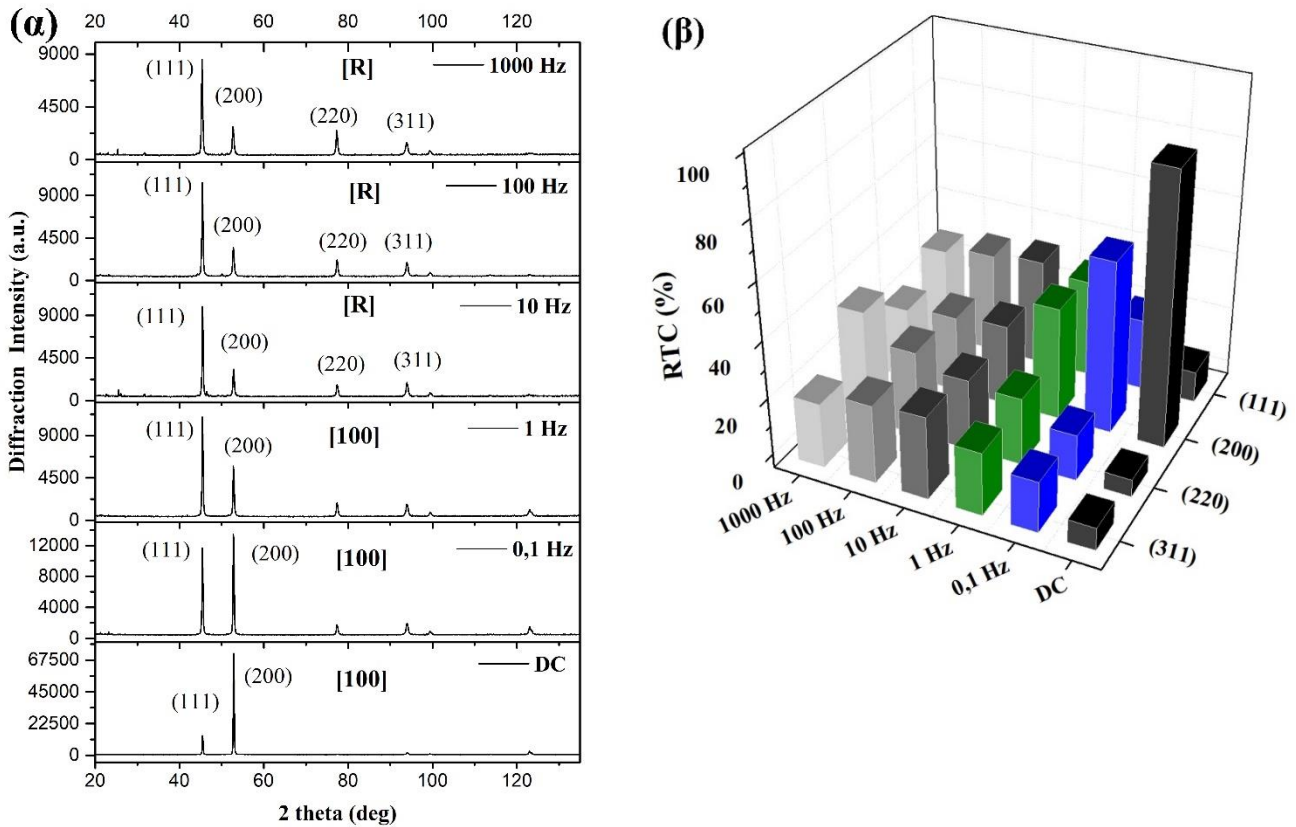 (α)
20 40 60 80 100 120
9000
4500
0
(111)
(200)
[R]
(220)
(311)
1000 Hz
9000
4500
0
(111)
(200)
[R]
(220)
(311)
100 Hz
9000
4500
0
(111)
(200)
[R]
(220)
(311)
10 Hz
9000
4500
0
(111)
(200)
[100]
1 Hz
12000
8000
4000
0
(111)
(200)
[100]
0,1 Hz
67500
45000
22500
0
(111)
(200)
[100]
DC
20 40 60 80 100 120
2 theta (deg)
Diffraction Intensity (a.u.)
(β)
100
80
60
40
20
0
RTC (%)
1000 Hz
100 Hz
10 Hz
1 Hz
0,1 Hz
DC
(111)
(200)
(220)
(311)